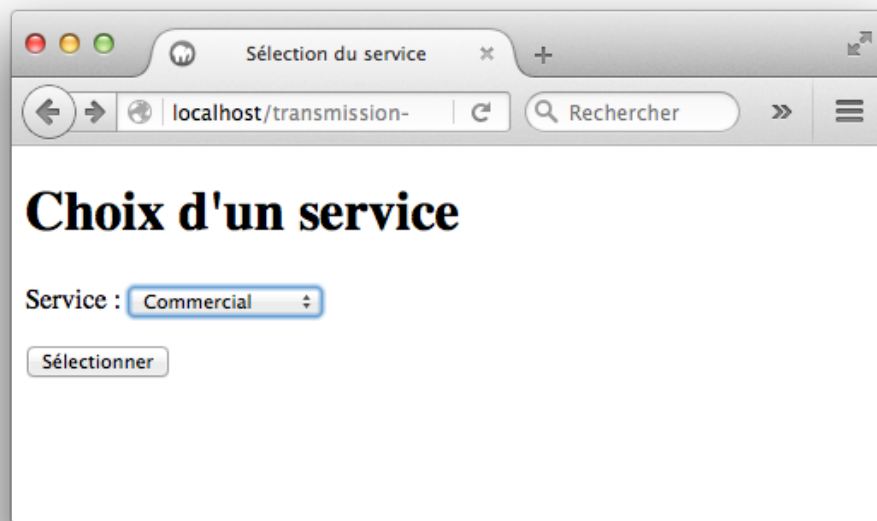 Sélection du service
localhost/transmission-
Rechercher
Choix d'un service
Service : Commercial
Sélectionner